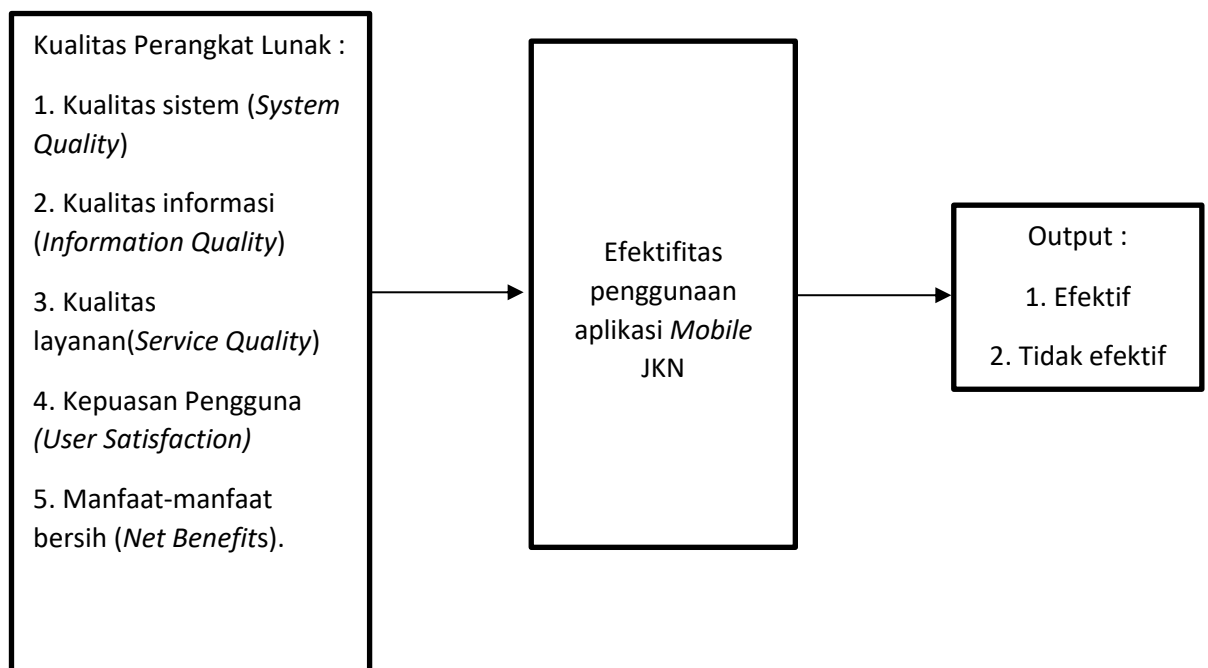 Kualitas Perangkat Lunak :
1. Kualitas sistem (System
Quality)
2. Kualitas informasi
(Information Quality)
3. Kualitas
layanan(Service Quality)
4. Kepuasan Pengguna
(User Satisfaction)
5. Manfaat-manfaat
bersih (Net Benefits).
Efektifitas
penggunaan
aplikasi Mobile
JKN
Output :
1. Efektif
2. Tidak efektif